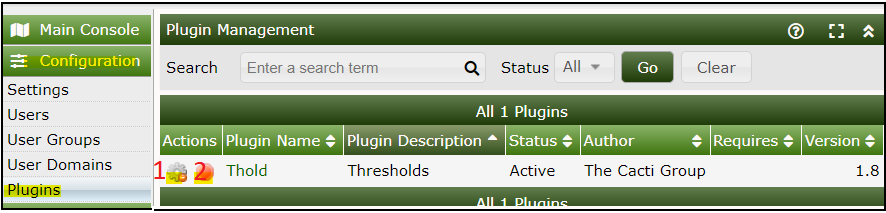 Main Console
Configuration
Settings
Users
User Groups
User Domains
Plugins
Plugin Management
Search Enter a search term Status All Go Clear
All 1 Plugins
Actions Plugin Name Plugin Description Status Author Requires Version
1 2 Thold Thresholds Active The Cacti Group 1.8
All 1 Plugins